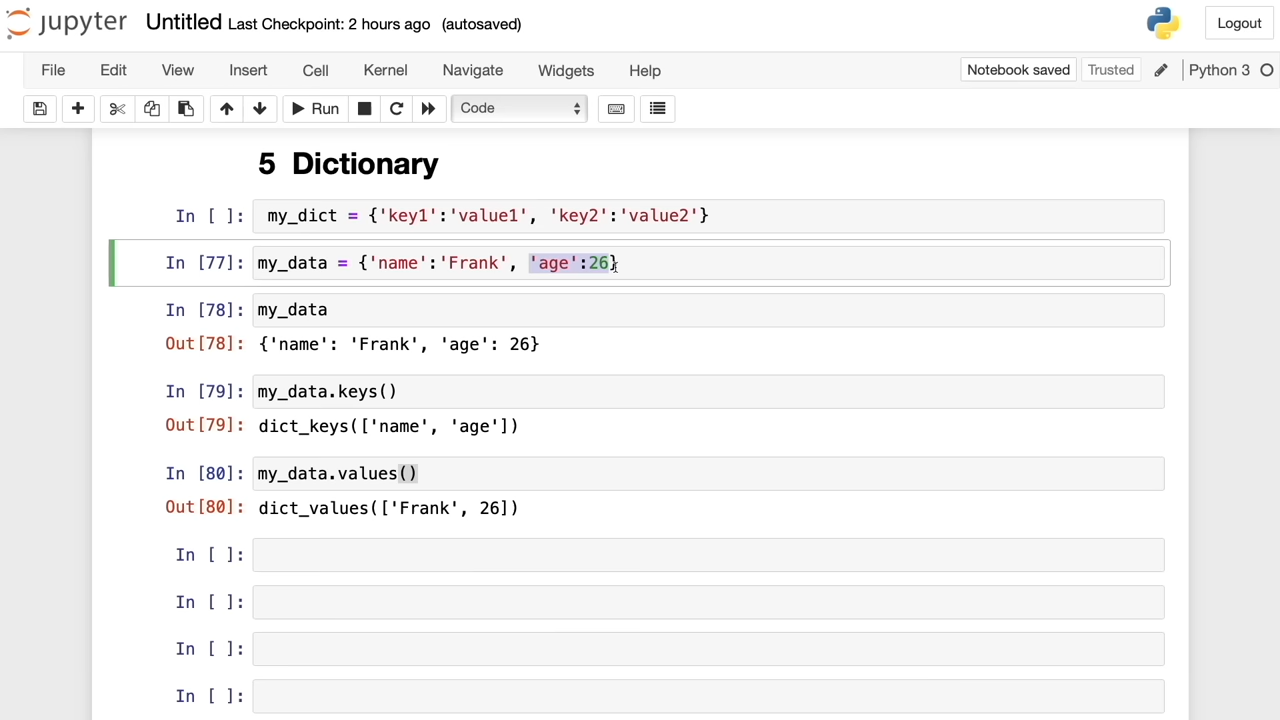 jupyter Untitled Last Checkpoint: 2 hours ago (autosaved) Logout
File Edit View Insert Cell Kernel Navigate Widgets Help Notebook saved Trusted Python 3
Run Code
5 Dictionary
In [ ]: my_dict = {'key1':'value1', 'key2':'value2'}
In [77]: my_data = {'name':'Frank', 'age':26}
In [78]: my_data
Out[78]: {'name': 'Frank', 'age': 26}
In [79]: my_data.keys()
Out[79]: dict_keys(['name', 'age'])
In [80]: my_data.values()
Out[80]: dict_values(['Frank', 26])
In [ ]:
In [ ]:
In [ ]:
In [ ]: